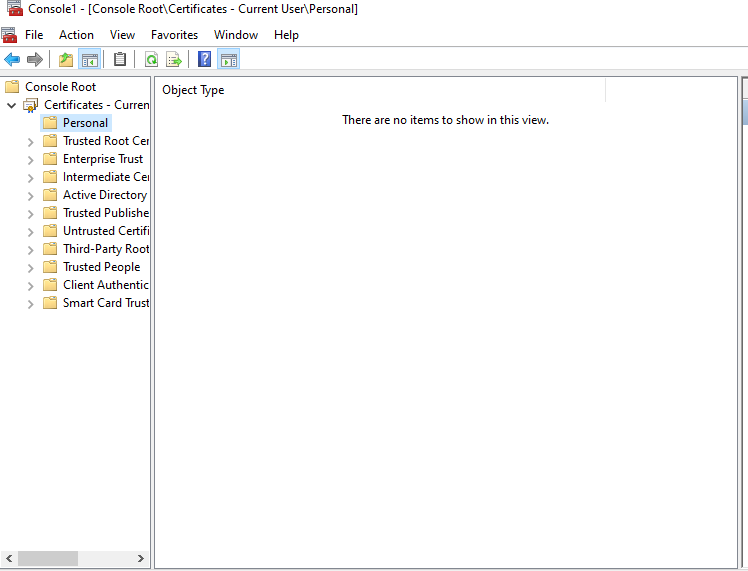 Console1 - [Console Root\Certificates - Current User\Personal]
File Action View Favorites Window Help
Console Root
Certificates - Curren
Personal
Trusted Root Cer
Enterprise Trust
Intermediate Cer
Active Directory
Trusted Publishe
Untrusted Certifi
Third-Party Root
Trusted People
Client Authentic
Smart Card Trust
Object Type
There are no items to show in this view.